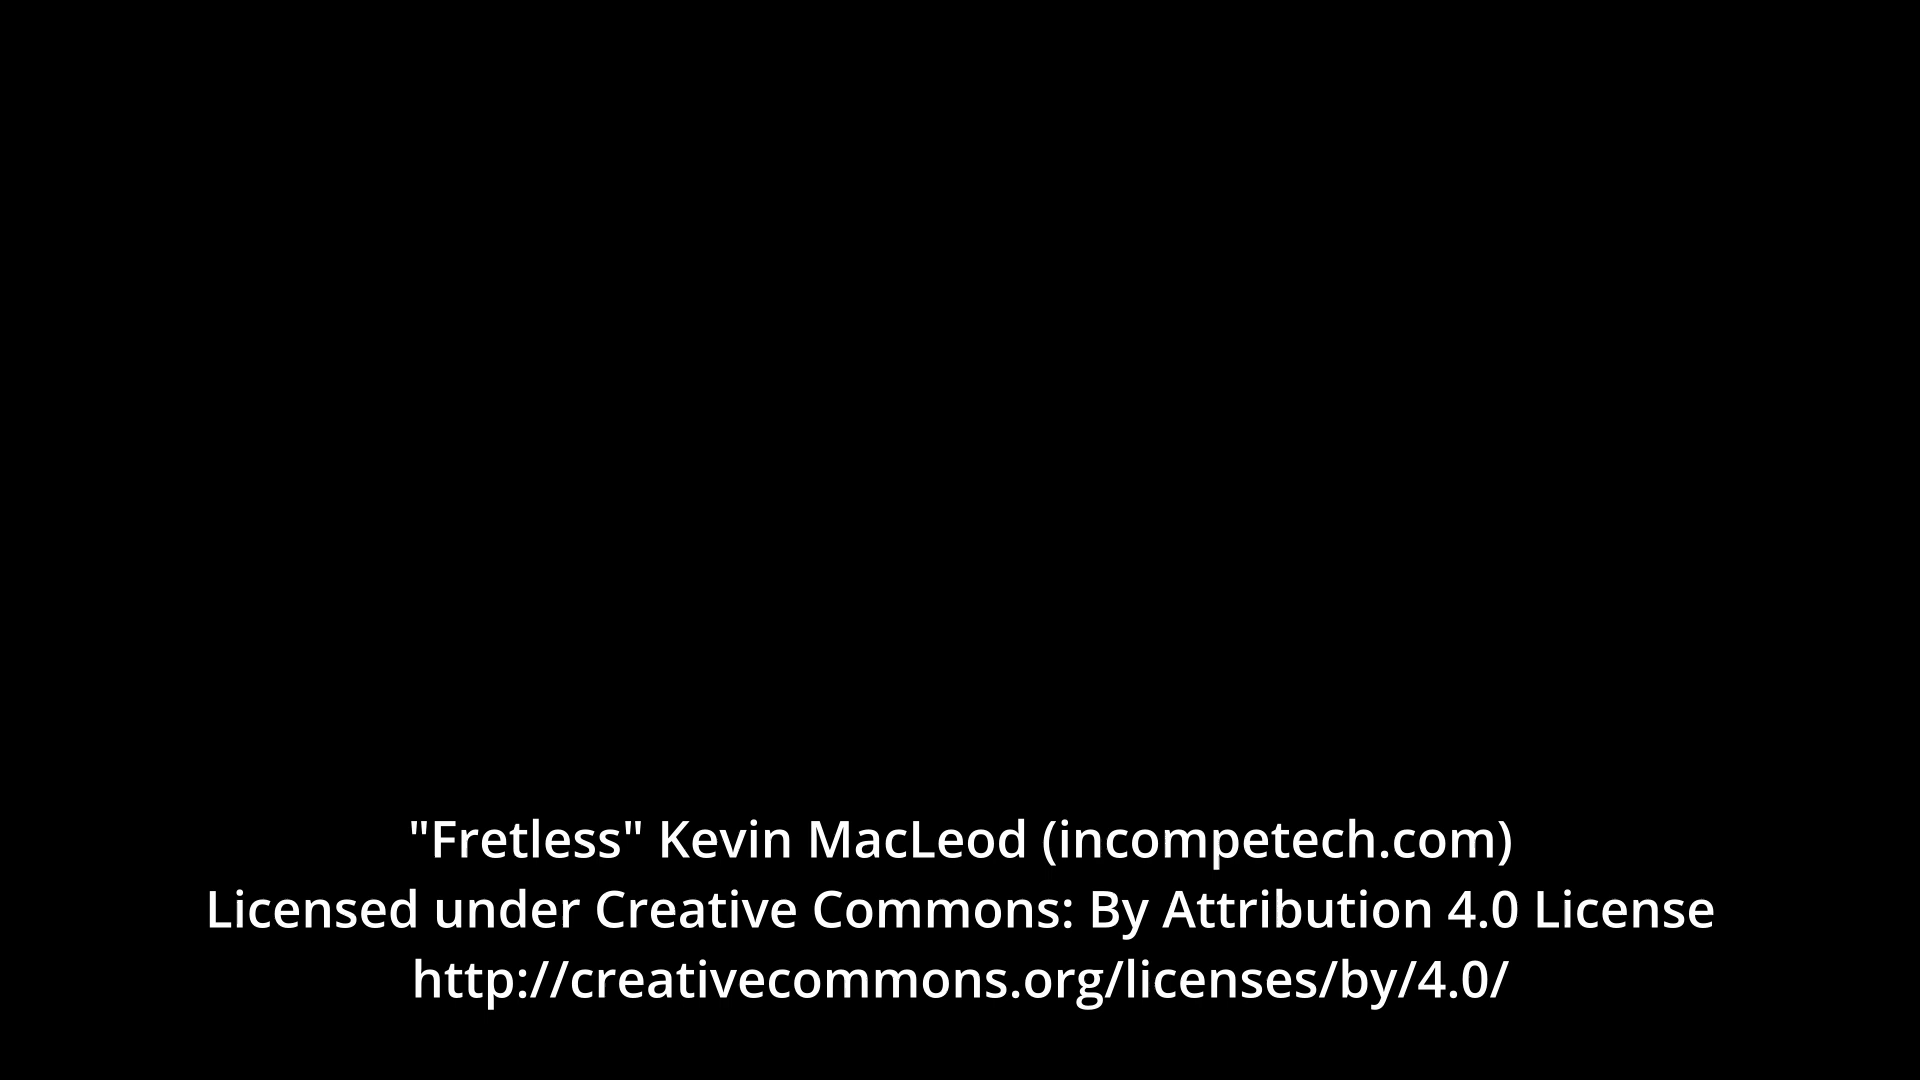 "Fretless" Kevin MacLeod (incompetech.com)
Licensed under Creative Commons: By Attribution 4.0 License
http://creativecommons.org/licenses/by/4.0/